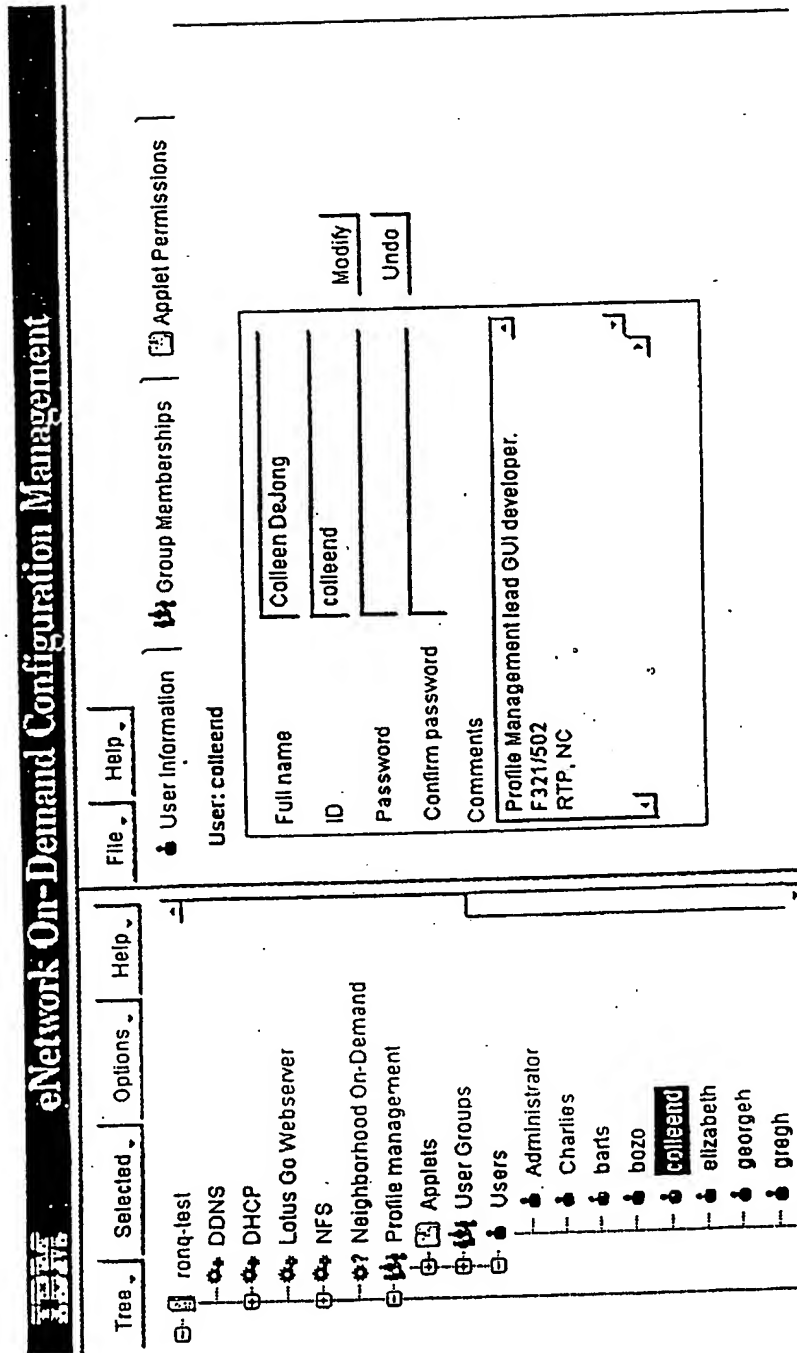 IBM
eNetwork On-Demand Configuration Management
Tree
Selected
Options
Help
ronq-test
DDNS
DHCP
Lotus Go Webserver
NFS
? Neighborhood On-Demand
Profile management
Applets
User Groups
Users
Administrator
Charlies
barts
bozo
colleend
elizabeth
georgeh
gregh
File
Help
User Information
Group Memberships
Applet Permissions
User: colleend
Full name
Colleen DeJong
ID
colleend
Password
Confirm password
Modify
Undo
Comments
Profile Management lead GUI developer.
F321/502
RTP, NC